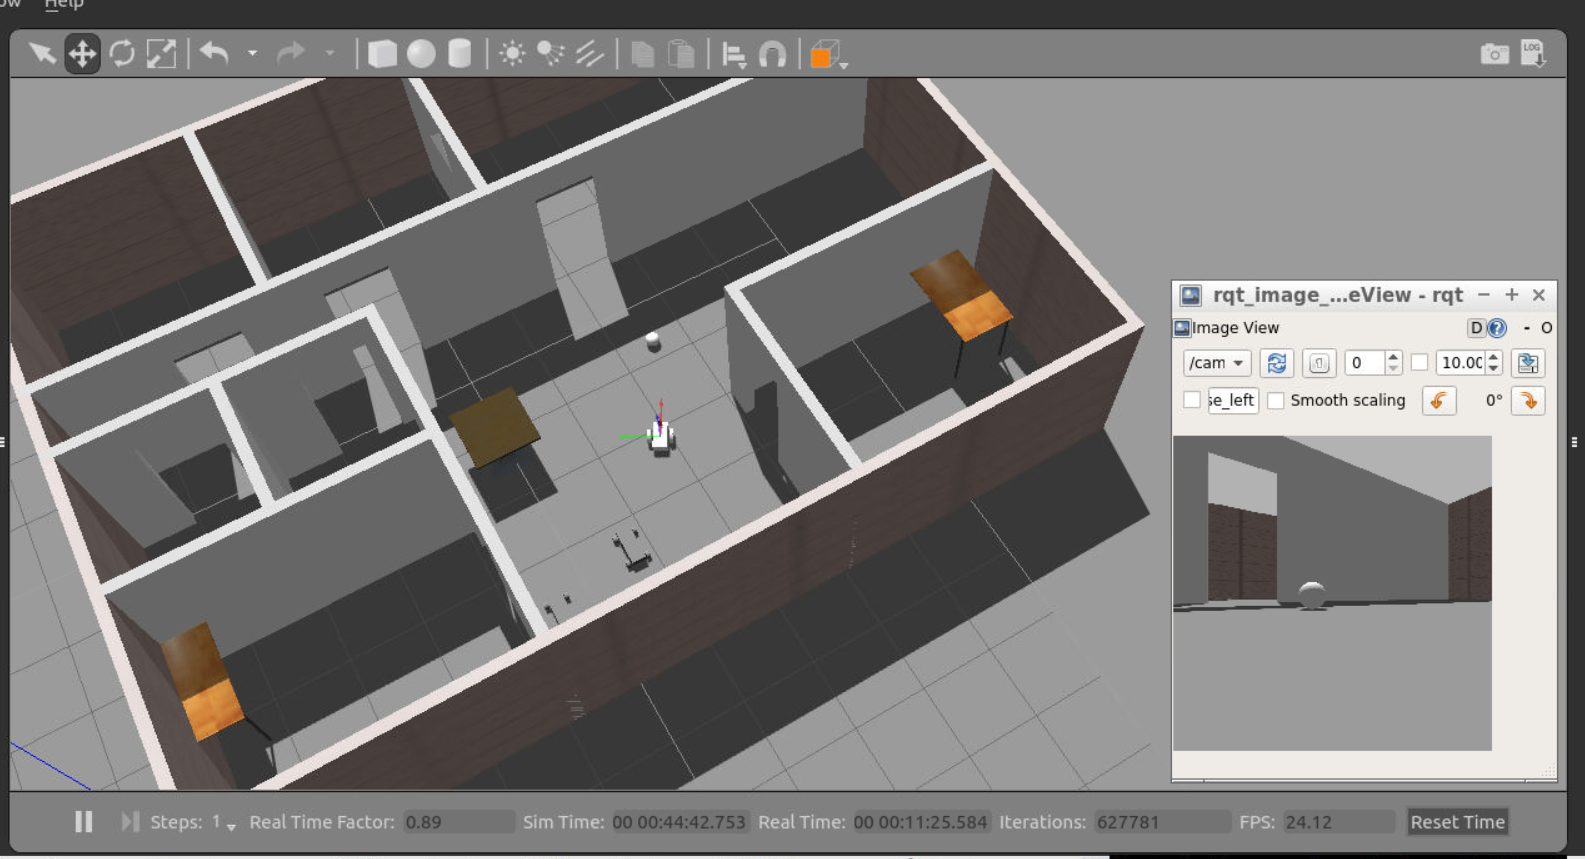 Help
LOG
rqt_image_...eView - rqt
Image View
D
- O
/cam
0
10.00
se_left
Smooth scaling
0°
Steps: 1
Real Time Factor: 0.89
Sim Time: 00 00:44:42.753
Real Time: 00 00:11:25.584
Iterations: 627781
FPS: 24.12
Reset Time